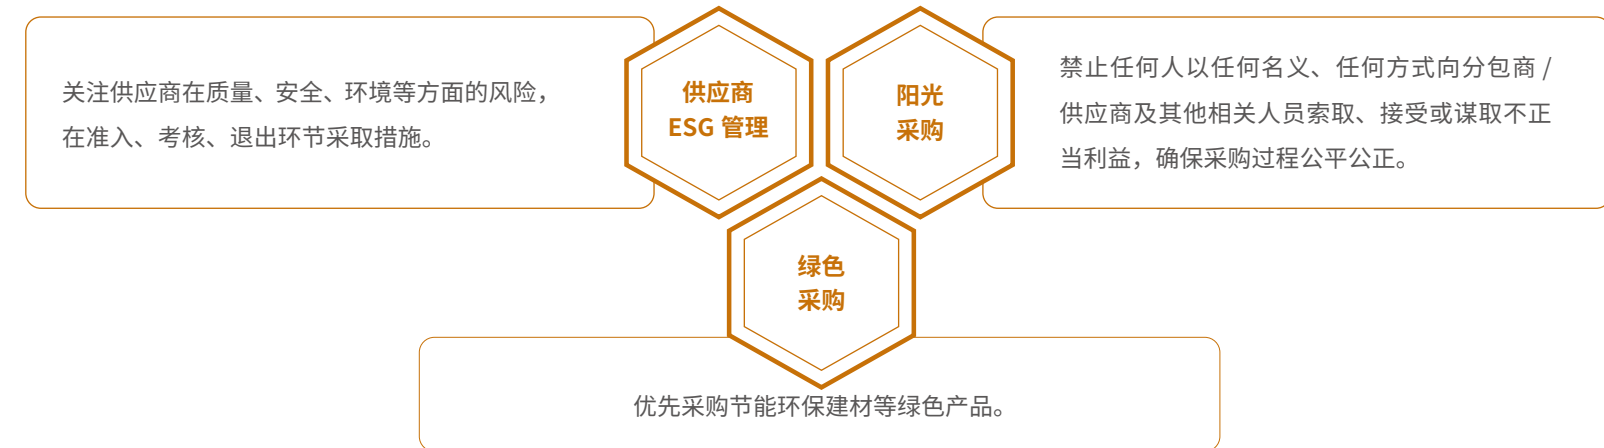 关注供应商在质量、安全、环境等方面的风险，
在准入、考核、退出环节采取措施。
供应商
ESG 管理
阳光
采购
禁止任何人以任何名义、任何方式向分包商 /
供应商及其他相关人员索取、接受或谋取不正
当利益，确保采购过程公平公正。
绿色
采购
优先采购节能环保建材等绿色产品。